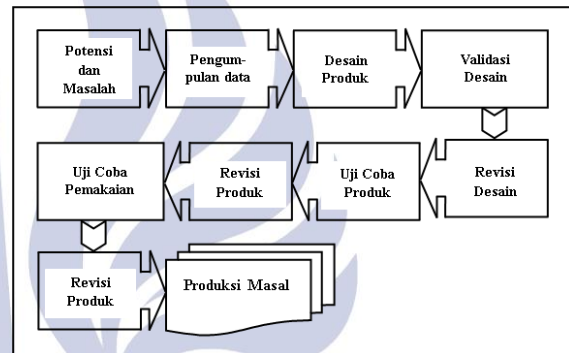 Potensi
dan
Masalah
Pengum-
pulan data
Desain
Produk
Validasi
Desain
Revisi
Desain
Uji Coba
Produk
Revisi
Produk
Uji Coba
Pemakaian
Revisi
Produk
Produksi Masal